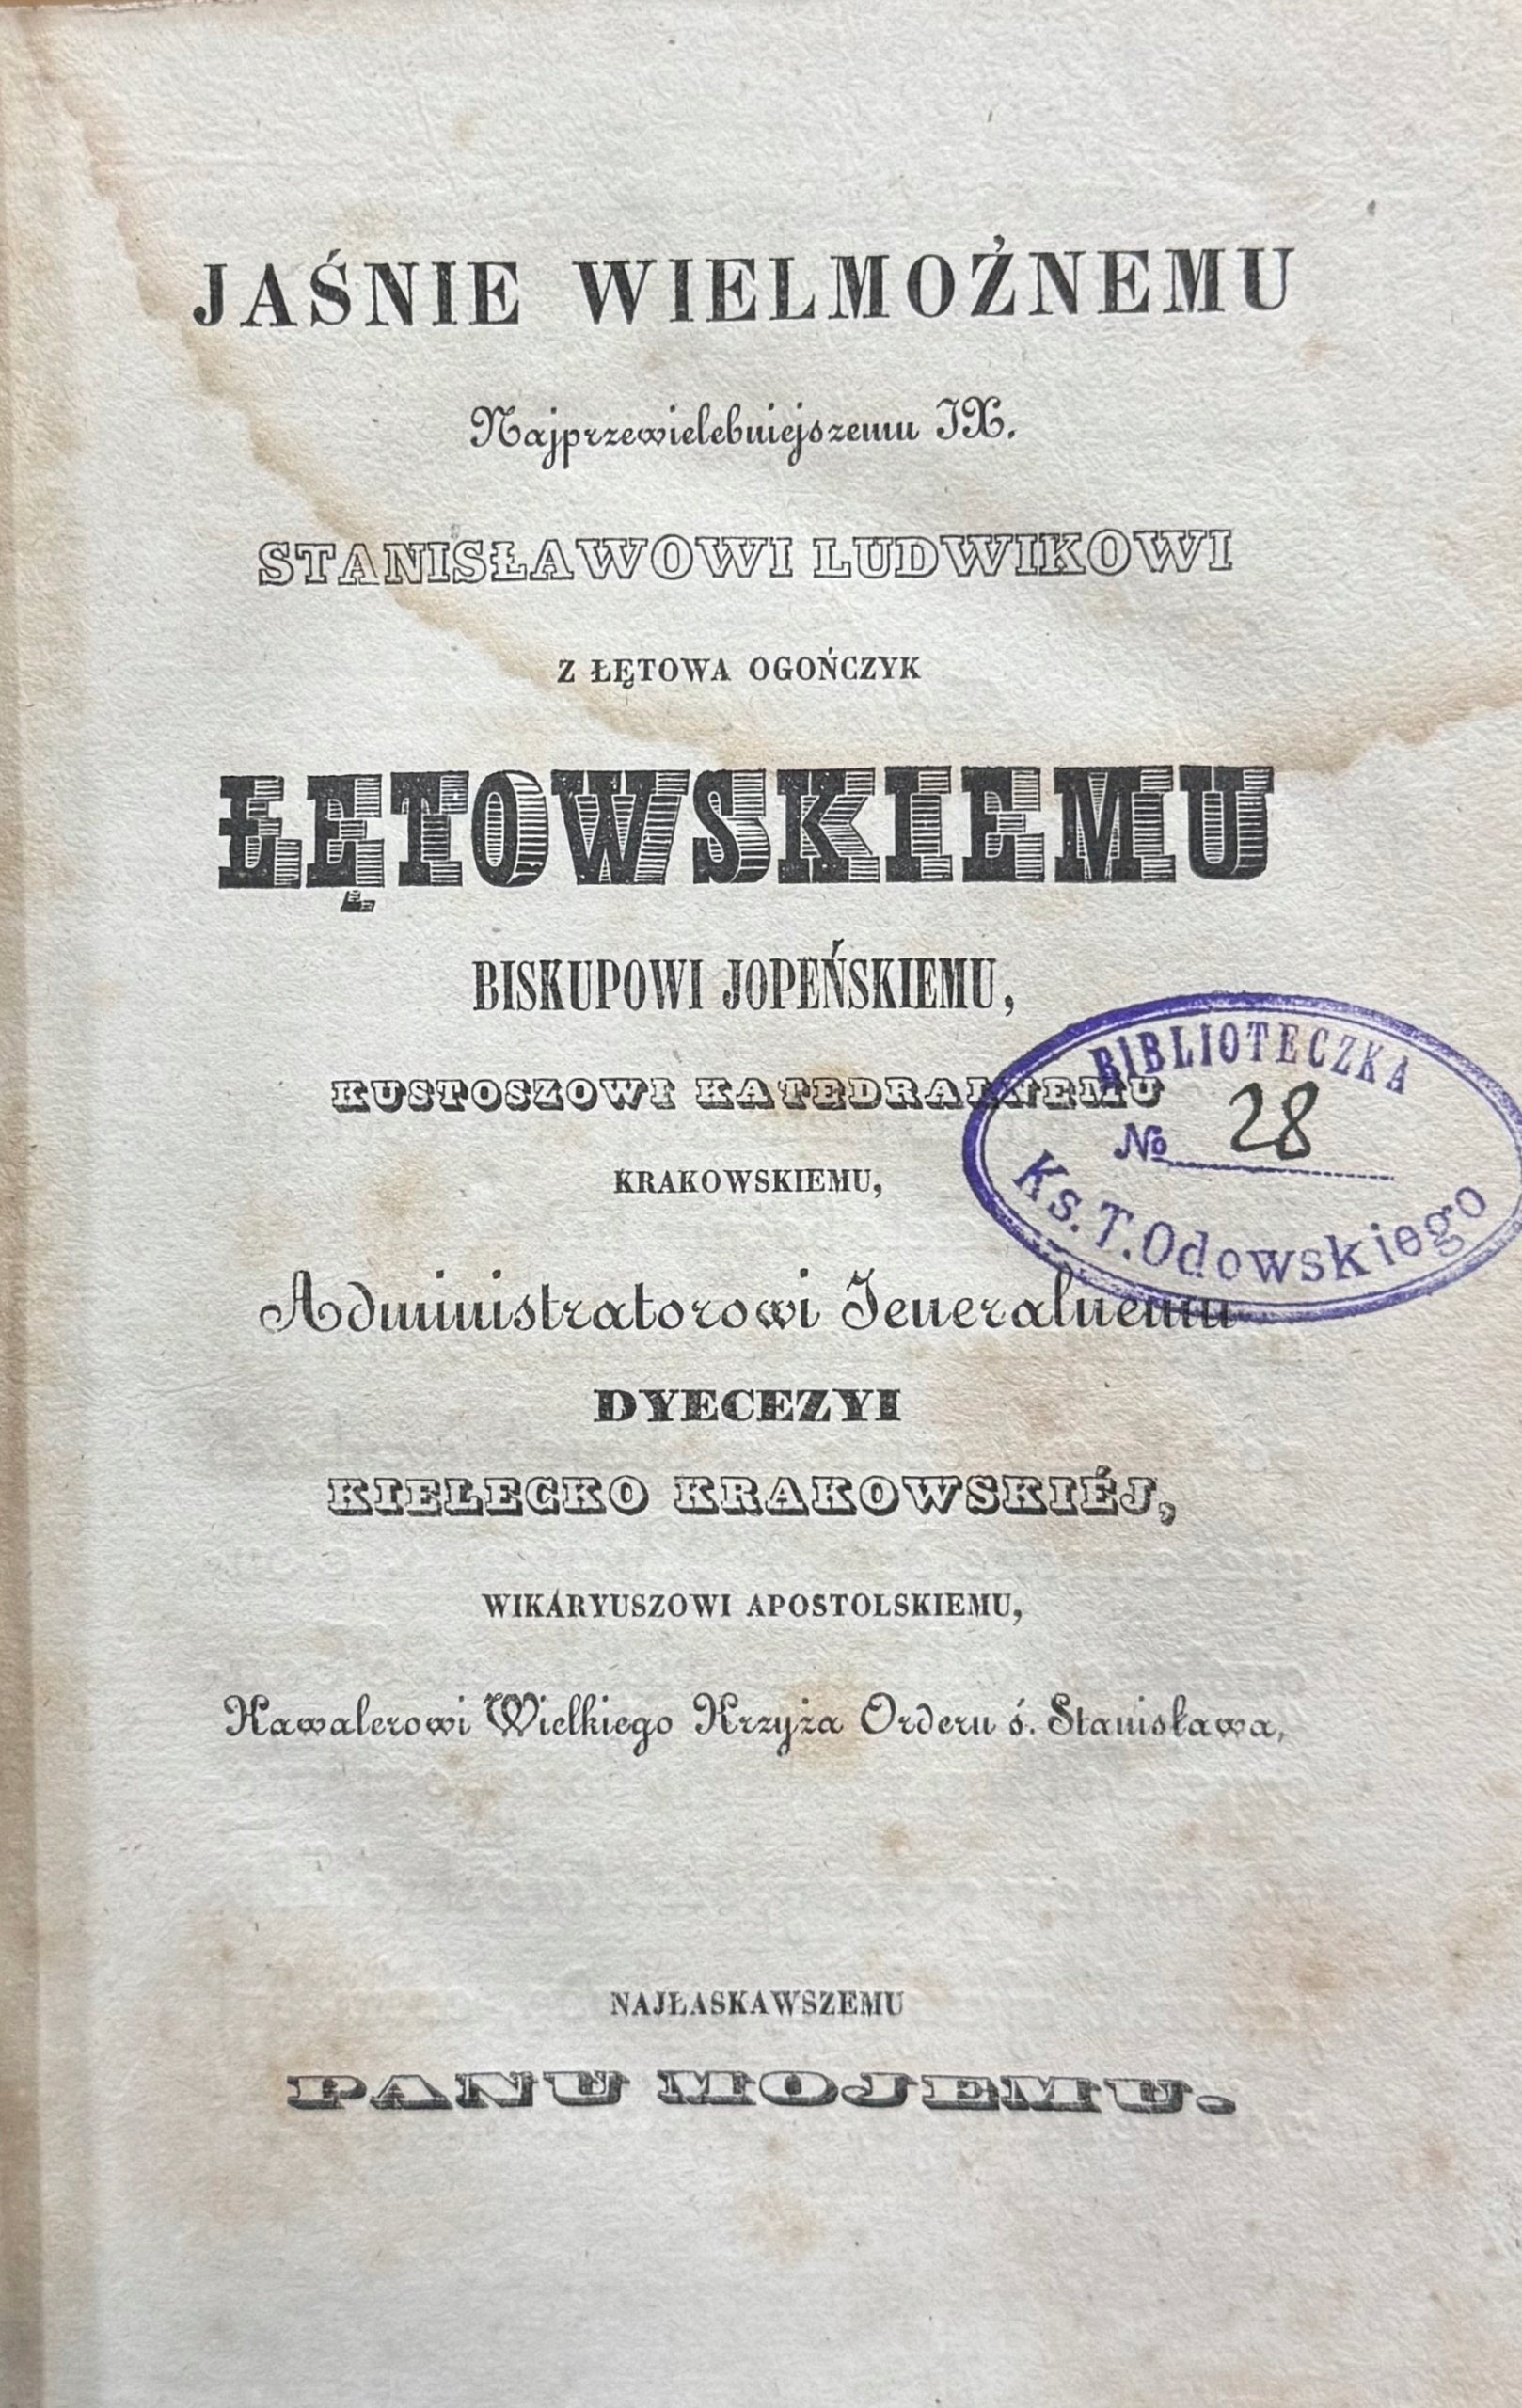 JAŚNIE WIELMOŻNEMU
Najprzewielebniejszemu JX.
STANISŁAWOWI LUDWIKOWI
Z ŁĘTOWA OGOŃCZYK
ŁĘTOWSKIEMU
BISKUPOWI JOPEŃSKIEMU,
KUSTOSZOWI KATEDRALNEMU
KRAKOWSKIEMU,
BIBLIOTECZKA
№ 28
Ks. T. Odowskiego
Administratorowi Jeneralnemu
DYECEZYI
KIELECKO KRAKOWSKIÉJ,
WIKARYUSZOWI APOSTOLSKIEMU,
Kawalerowi Wielkiego Krzyża Orderu ś. Stanisława,
NAJŁASKAWSZEMU
PANU MOJEMU.